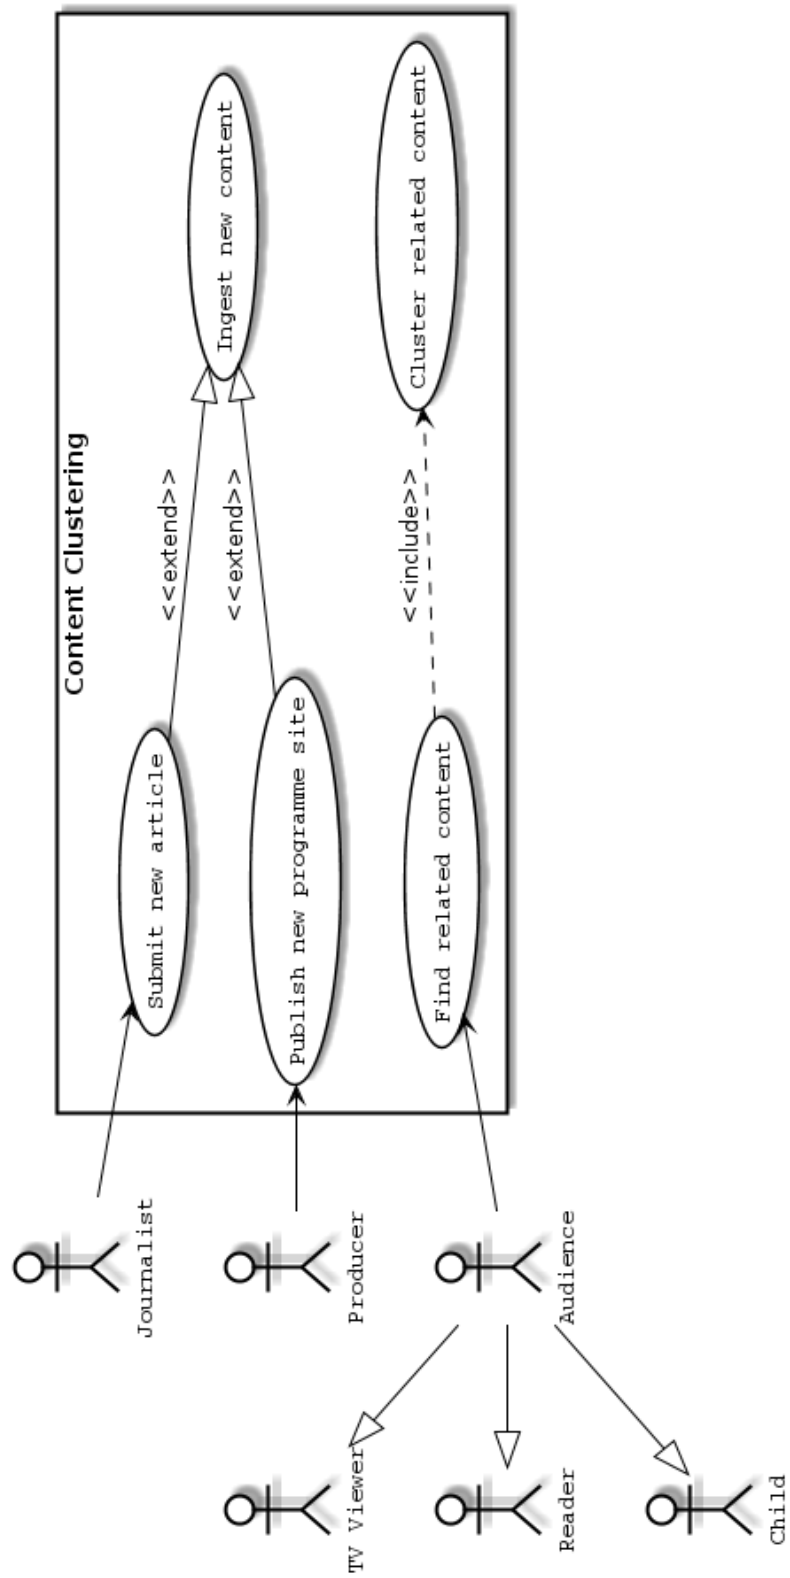 Content Clustering
Journalist
Submit new article
<<extend>>
Ingest new content
Producer
Publish new programme site
<<extend>>
TV Viewer
Audience
Find related content
<<include>>
Cluster related content
Reader
Child